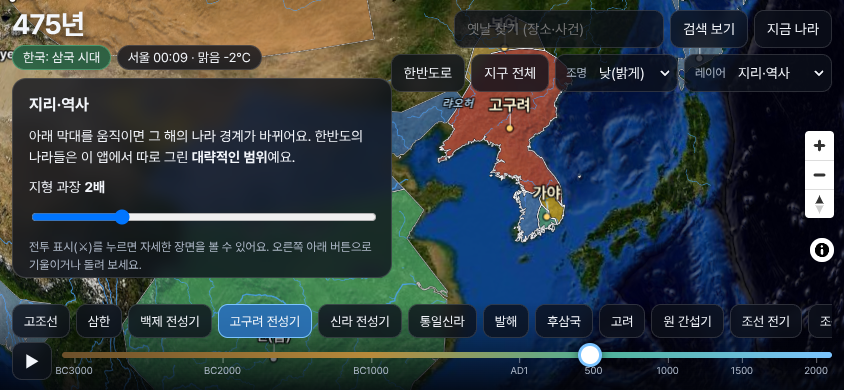 475년
한국: 삼국 시대
서울 00:09 · 맑음 -2°C
옛날 찾기 (장소·사건)
검색 보기
지금 나라
한반도로
지구 전체
조명 낮(밝게)
레이어 지리·역사
지리·역사
아래 막대를 움직이면 그 해의 나라 경계가 바뀌어요. 한반도의
나라들은 이 앱에서 따로 그린 대략적인 범위예요.
지형 과장 2배
전투 표시(⚔)를 누르면 자세한 장면을 볼 수 있어요. 오른쪽 아래 버튼으로
기울이거나 돌려 보세요.
랴오허
고구려
가야
고조선
삼한
백제 전성기
고구려 전성기
신라 전성기
통일신라
발해
후삼국
고려
원 간섭기
조선 전기
조
BC3000
BC2000
BC1000
AD1
500
1000
1500
2000